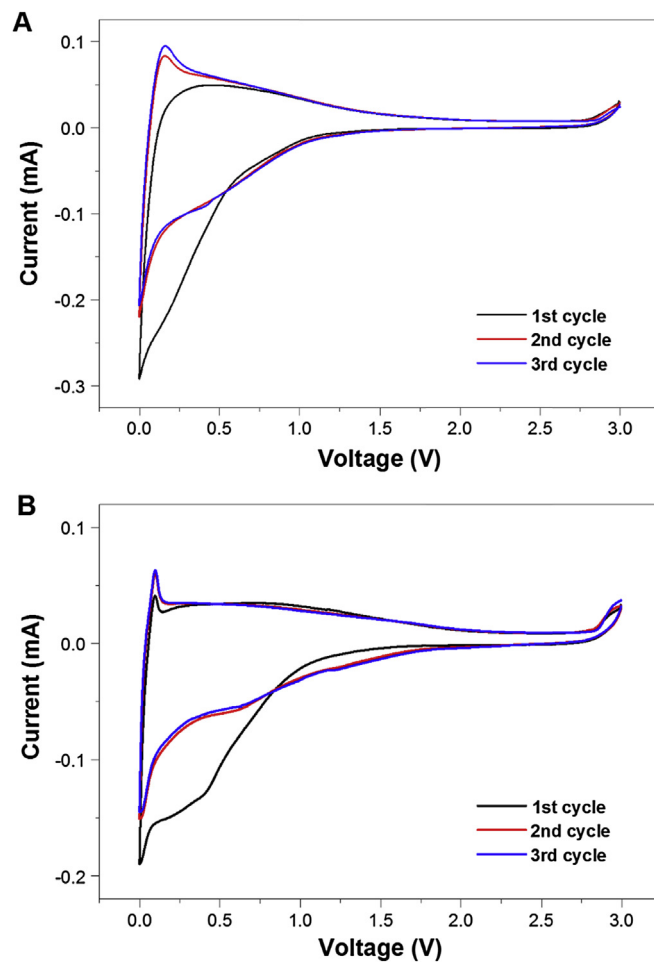 A
0.1
0.0
-0.1
-0.2
-0.3
Current (mA)
1st cycle
2nd cycle
3rd cycle
0.0 0.5 1.0 1.5 2.0 2.5 3.0
Voltage (V)
B
0.1
0.0
-0.1
-0.2
Current (mA)
1st cycle
2nd cycle
3rd cycle
0.0 0.5 1.0 1.5 2.0 2.5 3.0
Voltage (V)